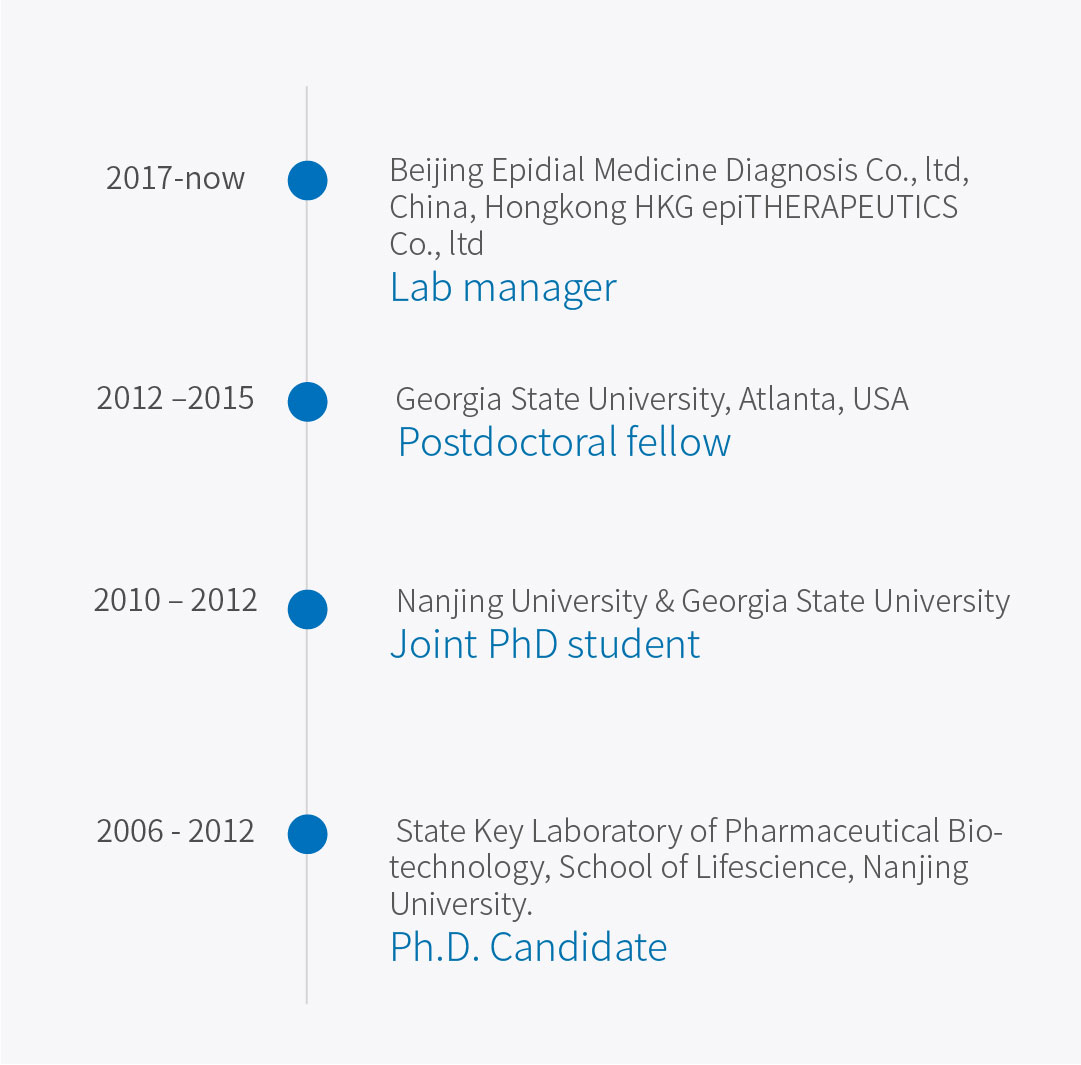 2017-now
Beijing Epidial Medicine Diagnosis Co., ltd,
China, Hongkong HKG epiTHERAPEUTICS
Co., ltd
Lab manager
2012 –2015
Georgia State University, Atlanta, USA
Postdoctoral fellow
2010 – 2012
Nanjing University & Georgia State University
Joint PhD student
2006 - 2012
State Key Laboratory of Pharmaceutical Bio-
technology, School of Lifescience, Nanjing
University.
Ph.D. Candidate